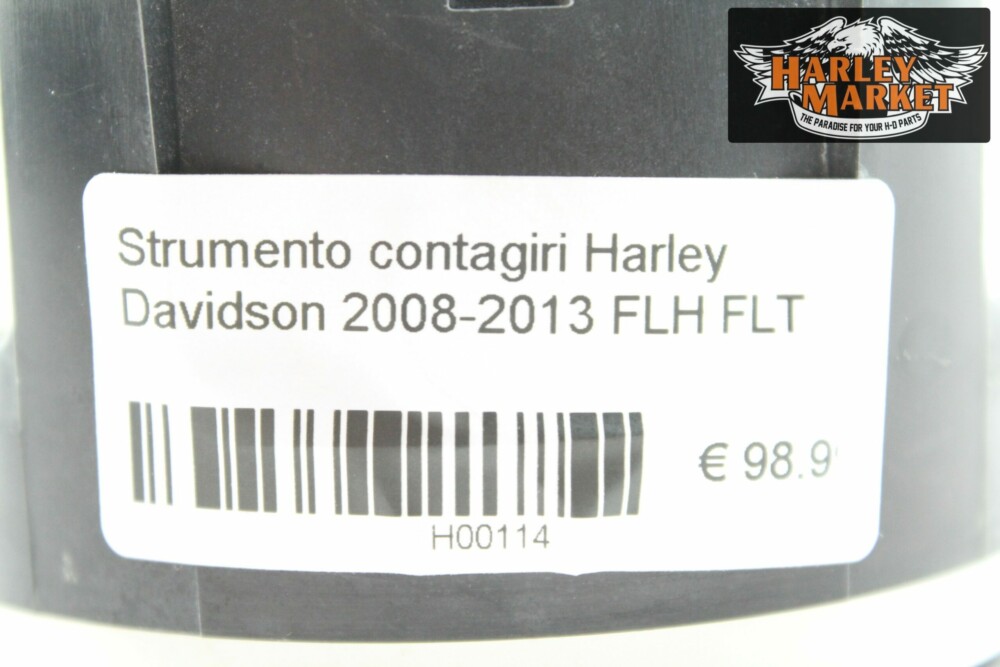 HARLEY
MARKET
THE PARADISE FOR YOUR H-D PARTS
Strumento contagiri Harley
Davidson 2008-2013 FLH FLT
€ 98.9
H00114